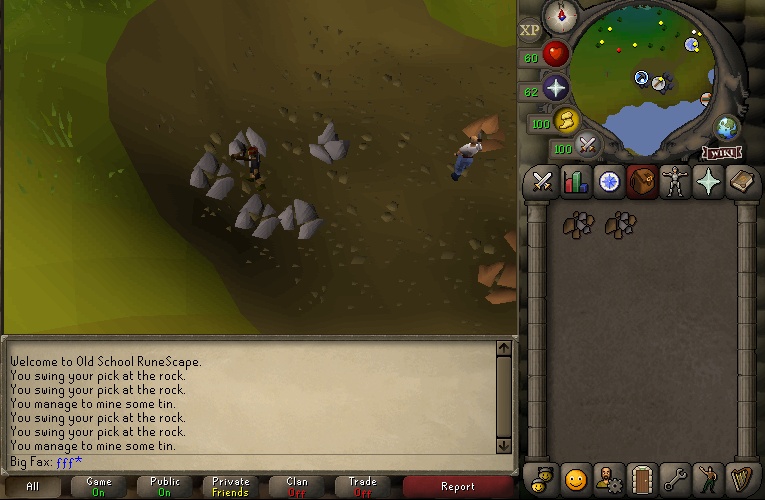 XP
60
62
100
100
WIKI
Welcome to Old School RuneScape.
You swing your pick at the rock.
You swing your pick at the rock.
You manage to mine some tin.
You swing your pick at the rock.
You swing your pick at the rock.
You manage to mine some tin.
Big Fax: fff*
All
Game
On
Public
On
Private
Friends
Clan
Off
Trade
Off
Report